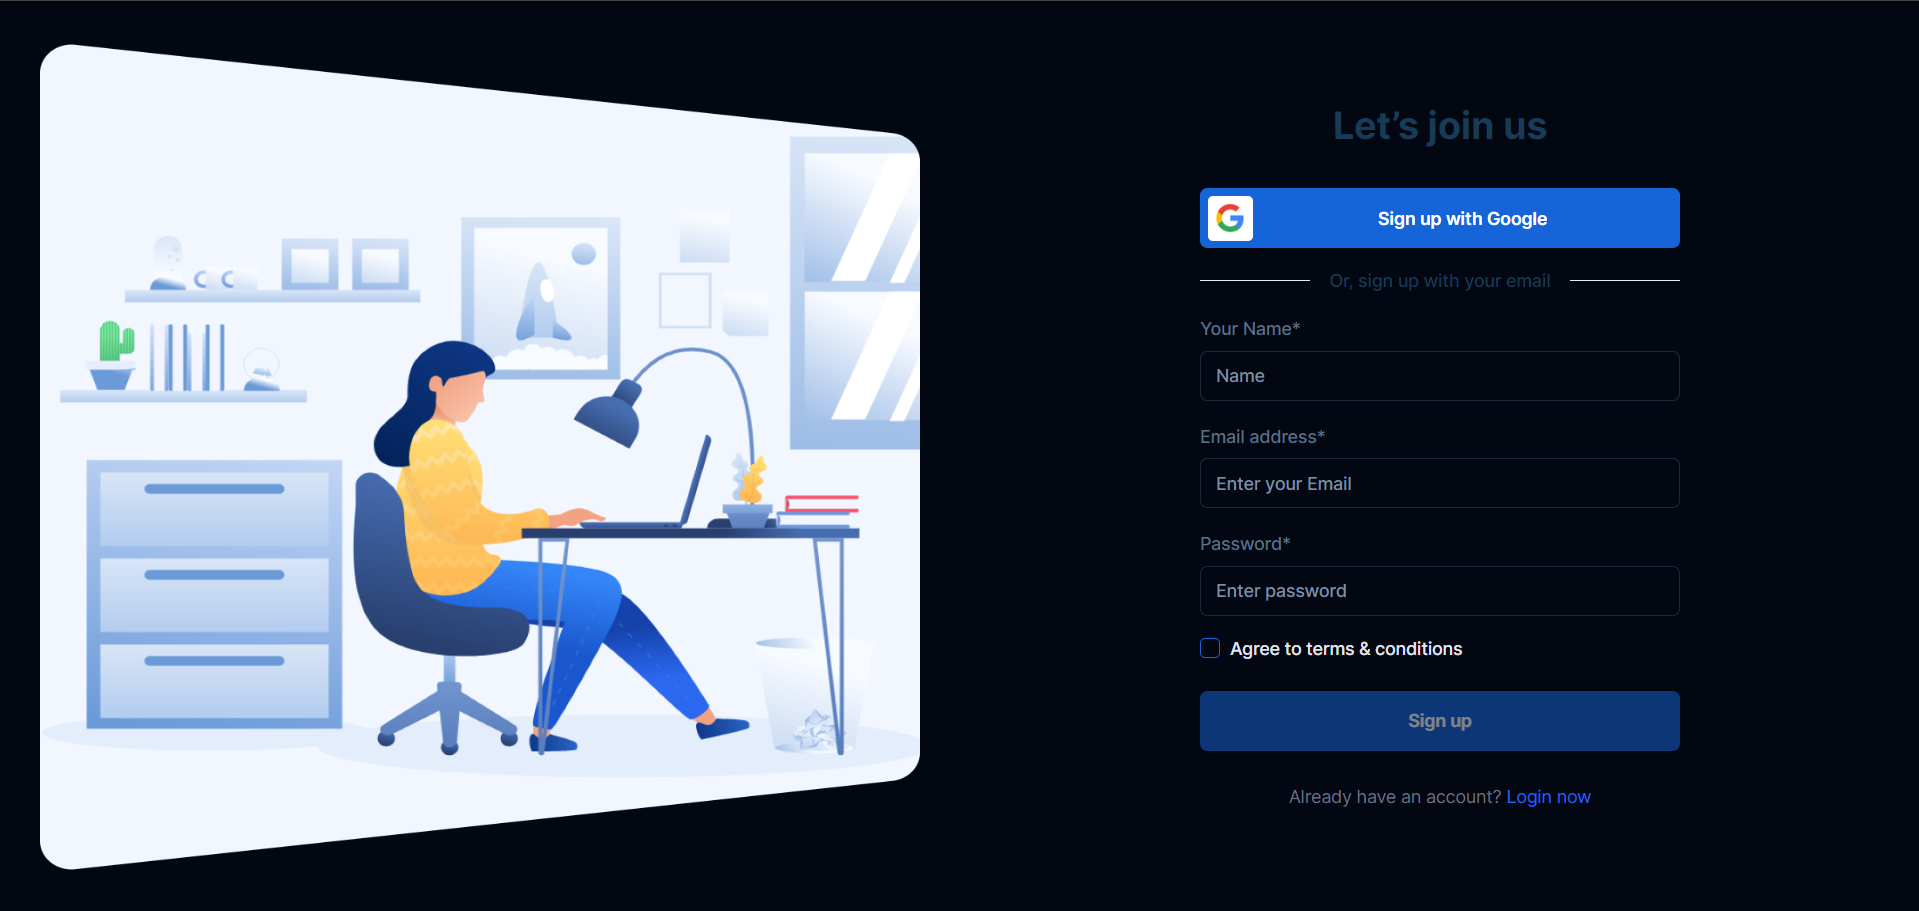 Let’s join us
Sign up with Google
Or, sign up with your email
Your Name*
Name
Email address*
Enter your Email
Password*
Enter password
Agree to terms & conditions
Sign up
Already have an account? Login now